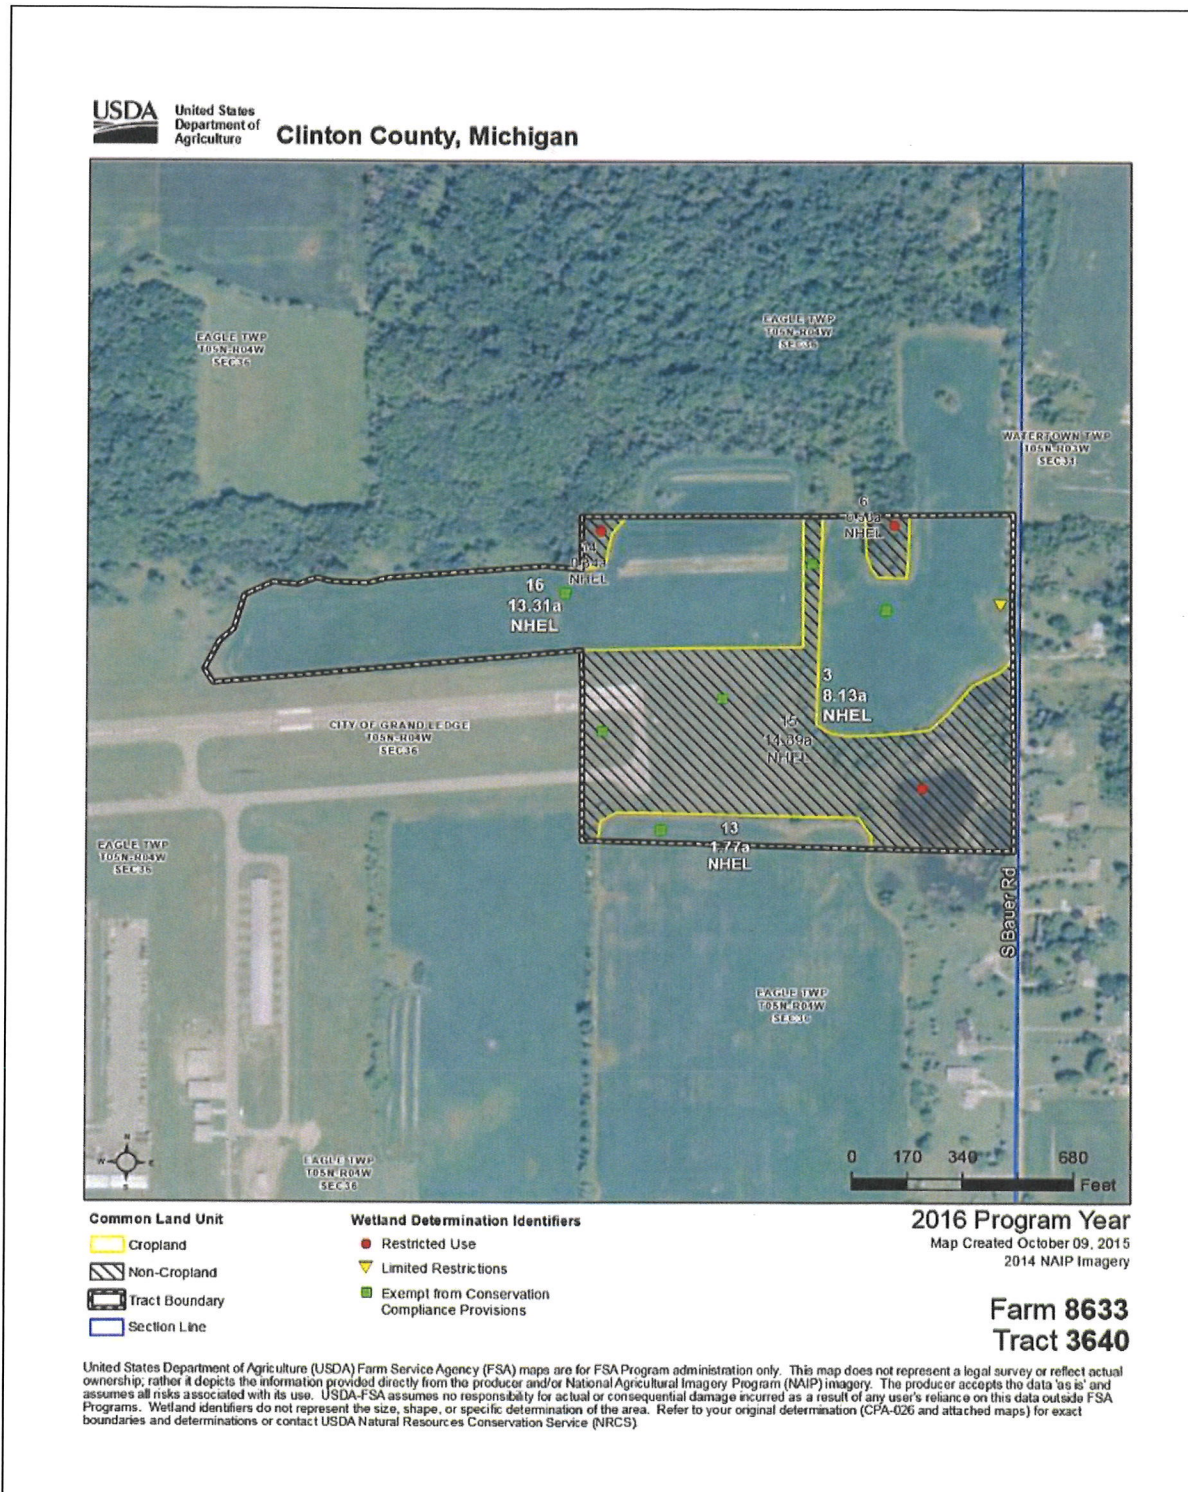 USDA
United States
Department of
Agriculture
Clinton County, Michigan
EAGLE TWP
T05N-R04W
SEC36
EAGLE TWP
T05N-R04W
SEC36
WATERTOWN TWP
T05N-R03W
SEC31
6
NHEL
14
NHEL
16
13.31a
NHEL
3
8.13a
NHEL
15
14.89a
NHEL
CITY OF GRAND LEDGE
T05N-R04W
SEC36
13
1.77a
NHEL
EAGLE TWP
T05N-R04W
SEC36
S Bauer Rd
EAGLE TWP
T05N-R04W
SEC36
EAGLE TWP
T05N-R04W
SEC36
N
W E
S
0 170 340 680
Feet
Common Land Unit
Cropland
Non-Cropland
Tract Boundary
Section Line
Wetland Determination Identifiers
Restricted Use
Limited Restrictions
Exempt from Conservation
Compliance Provisions
2016 Program Year
Map Created October 09, 2015
2014 NAIP Imagery
Farm 8633
Tract 3640
United States Department of Agriculture (USDA) Farm Service Agency (FSA) maps are for FSA Program administration only. This map does not represent a legal survey or reflect actual
ownership; rather it depicts the information provided directly from the producer and/or National Agricultural Imagery Program (NAIP) imagery. The producer accepts the data 'as is' and
assumes all risks associated with its use. USDA-FSA assumes no responsibility for actual or consequential damage incurred as a result of any user's reliance on this data outside FSA
Programs. Wetland identifiers do not represent the size, shape, or specific determination of the area. Refer to your original determination (CPA-026 and attached maps) for exact
boundaries and determinations or contact USDA Natural Resources Conservation Service (NRCS).